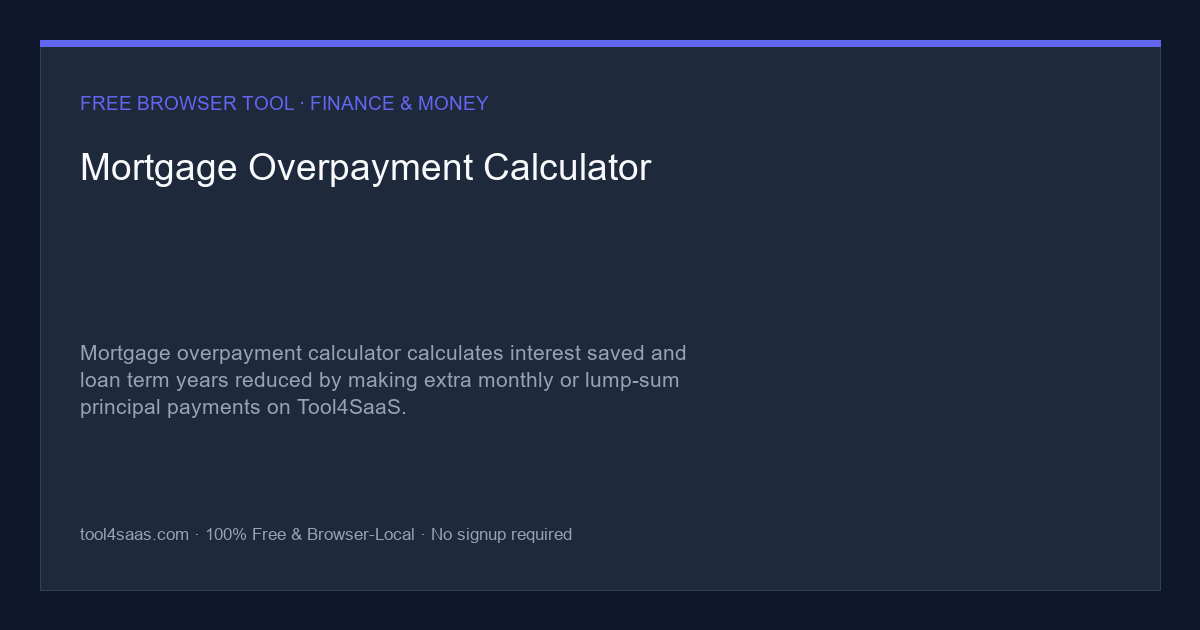 FREE BROWSER TOOL · FINANCE & MONEY
Mortgage Overpayment Calculator
Mortgage overpayment calculator calculates interest saved and
loan term years reduced by making extra monthly or lump-sum
principal payments on Tool4SaaS.
tool4saas.com · 100% Free & Browser-Local · No signup required